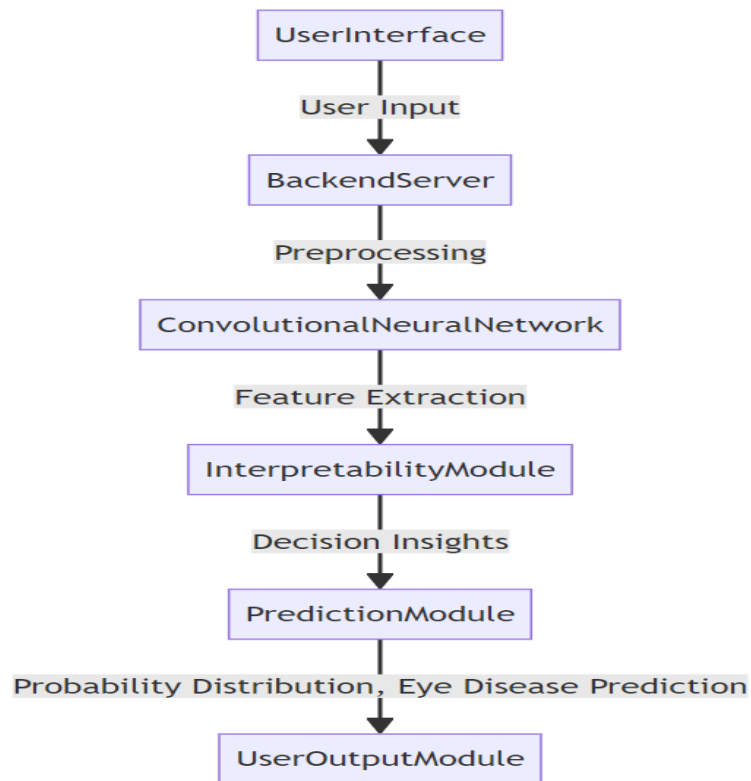 UserInterface
User Input
BackendServer
Preprocessing
ConvolutionalNeuralNetwork
Feature Extraction
InterpretabilityModule
Decision Insights
PredictionModule
Probability Distribution, Eye Disease Prediction
UserOutputModule